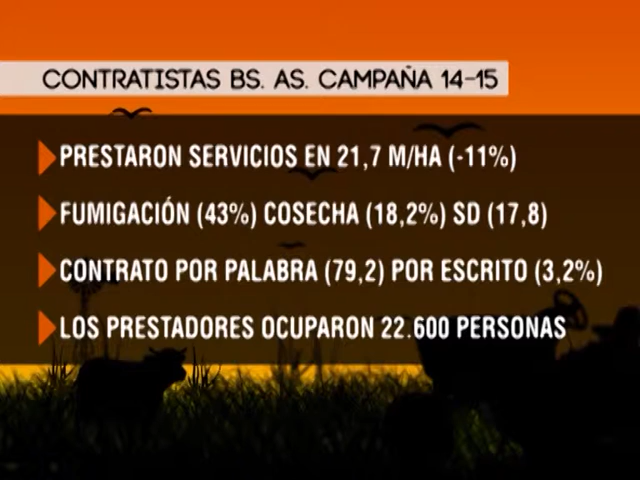 CONTRATISTAS BS. AS. CAMPAÑA 14-15
PRESTARON SERVICIOS EN 21,7 M/HA (-11%)
FUMIGACIÓN (43%) COSECHA (18,2%) SD (17,8)
CONTRATO POR PALABRA (79,2) POR ESCRITO (3,2%)
LOS PRESTADORES OCUPARON 22.600 PERSONAS